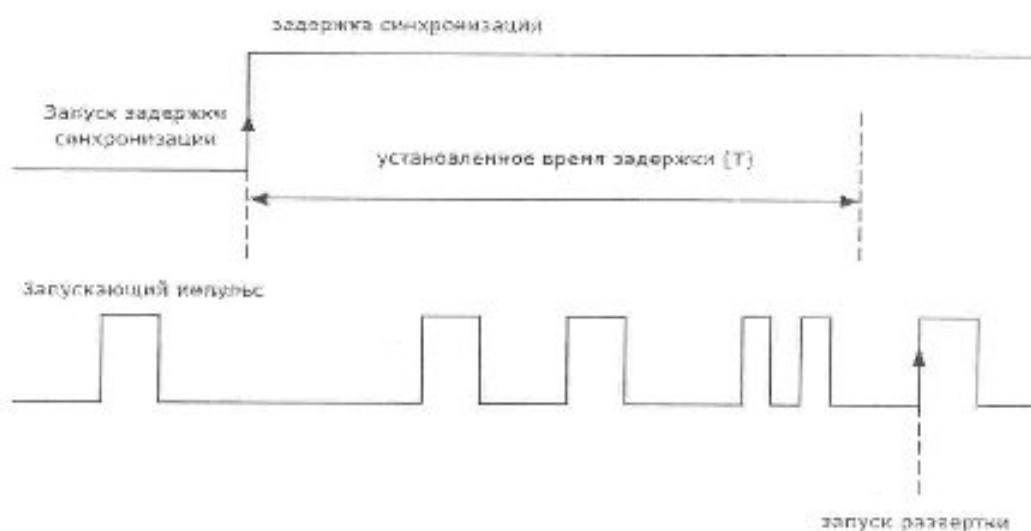 задержка синхронизации
Запуск задержки
синхронизации
установленное время задержки (T)
Запускающий импульс
запуск развертки